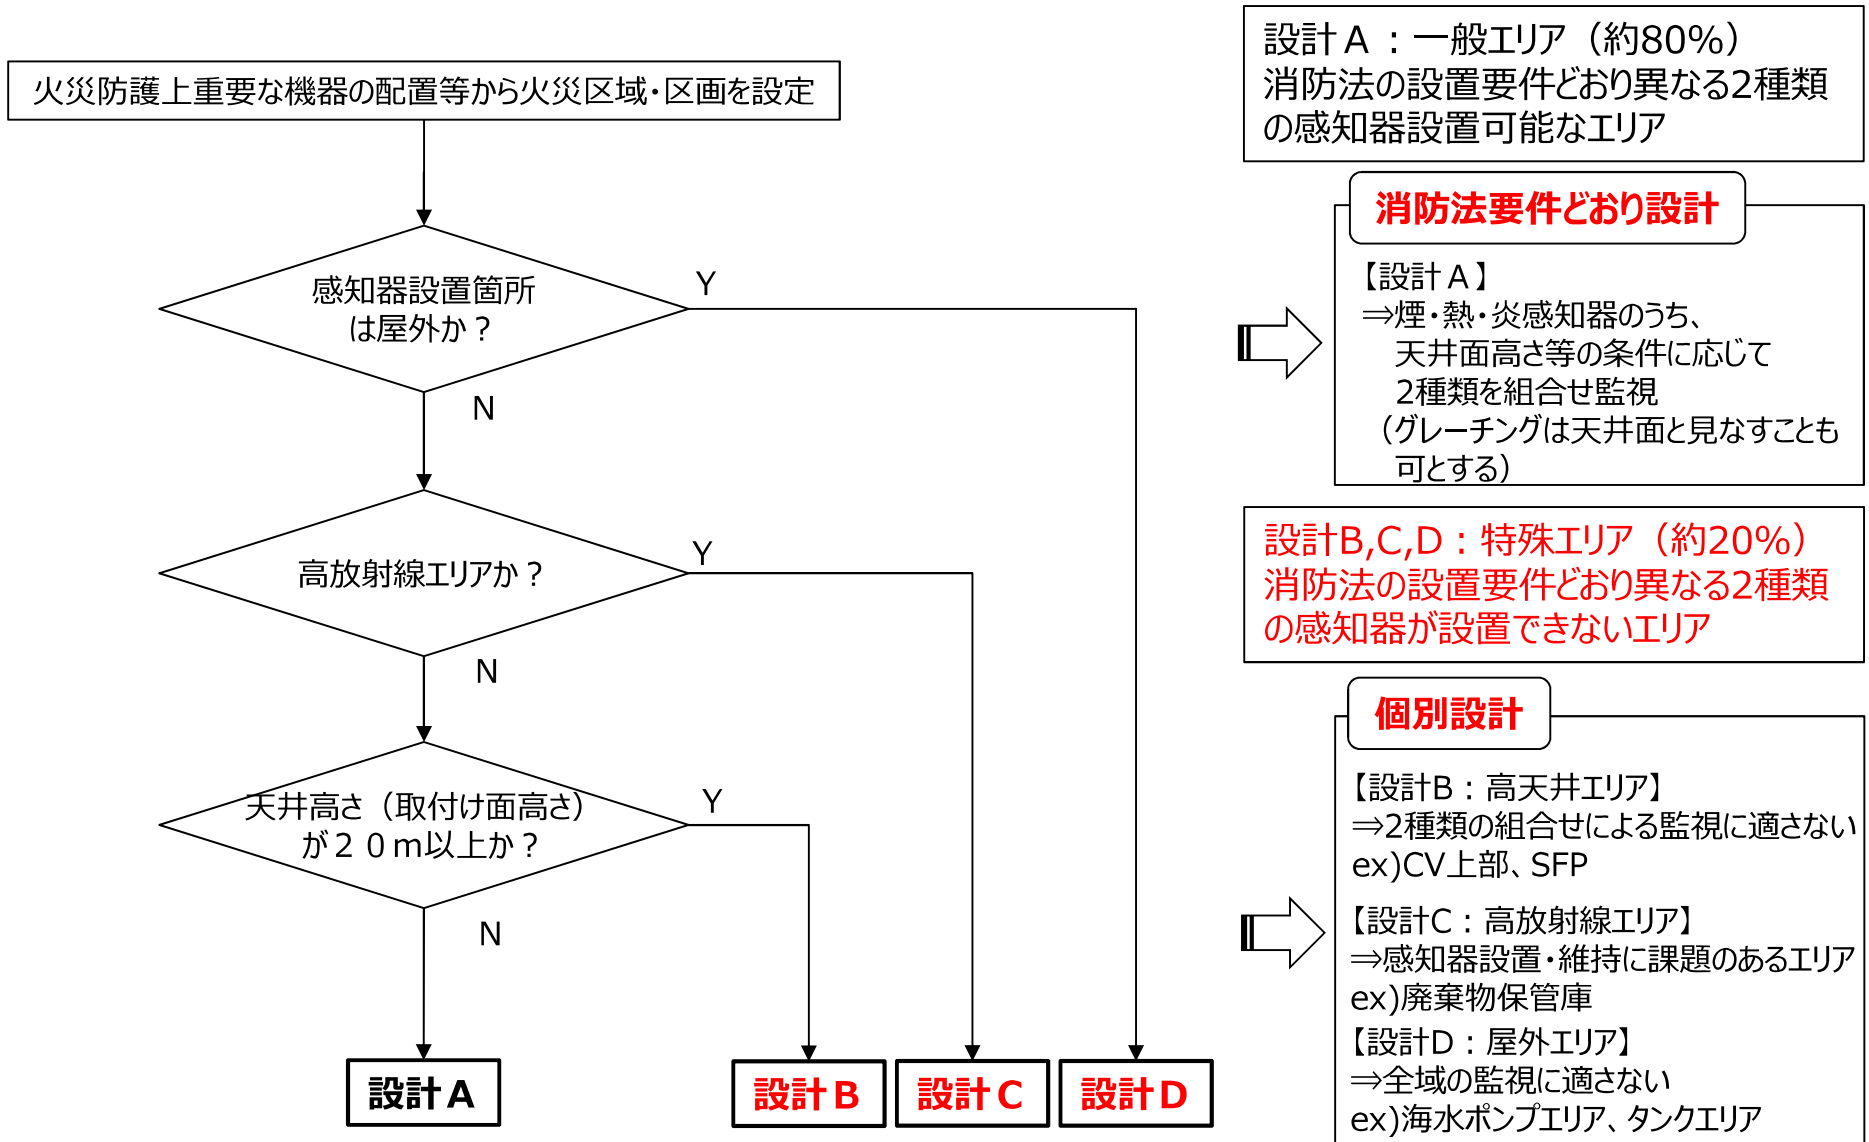 火災防護上重要な機器の配置等から火災区域・区画を設定
感知器設置箇所
は屋外か？
Y
N
高放射線エリアか？
Y
N
天井高さ（取付け面高さ）
が２０ｍ以上か？
Y
N
設計Ａ
設計Ｂ
設計Ｃ
設計Ｄ
設計Ａ：一般エリア（約80%）
消防法の設置要件どおり異なる2種類
の感知器設置可能なエリア
消防法要件どおり設計
【設計Ａ】
⇒煙・熱・炎感知器のうち、
天井面高さ等の条件に応じて
2種類を組合せ監視
（グレーチングは天井面と見なすことも
可とする）
設計B,C,D：特殊エリア（約20%）
消防法の設置要件どおり異なる2種類
の感知器が設置できないエリア
個別設計
【設計B：高天井エリア】
⇒2種類の組合せによる監視に適さない
ex)CV上部、SFP
【設計C：高放射線エリア】
⇒感知器設置・維持に課題のあるエリア
ex)廃棄物保管庫
【設計D：屋外エリア】
⇒全域の監視に適さない
ex)海水ポンプエリア、タンクエリア